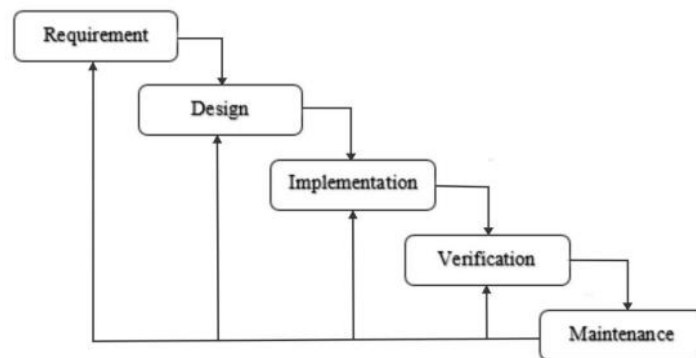 Requirement
Design
Implementation
Verification
Maintenance